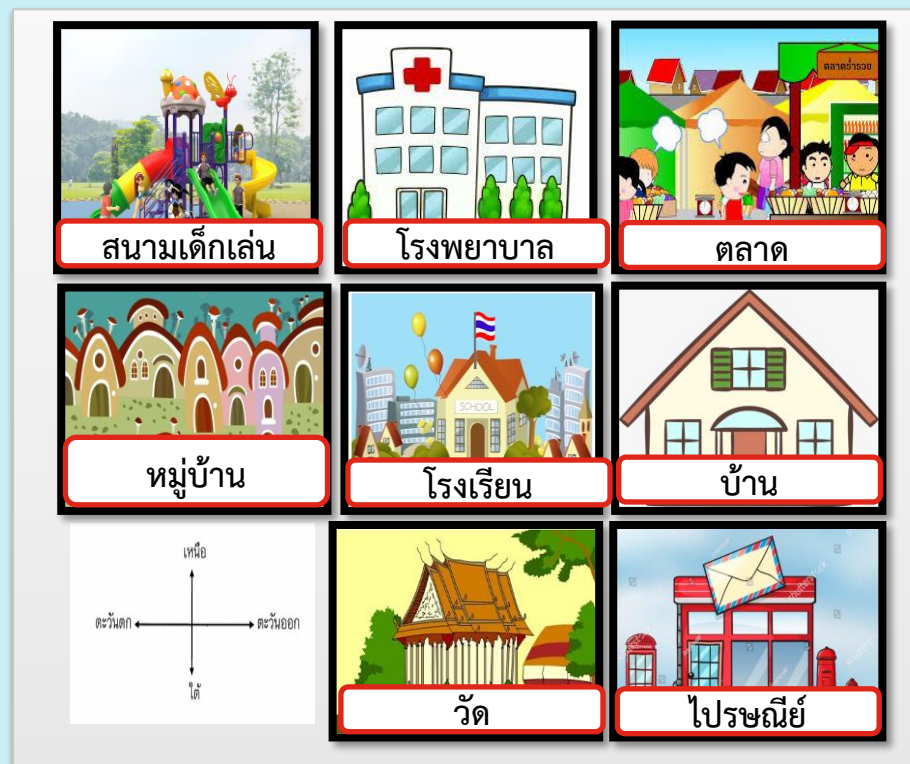 ตลาดร่ำรวย
สนามเด็กเล่น
โรงพยาบาล
ตลาด
SCHOOL
หมู่บ้าน
โรงเรียน
บ้าน
เหนือ
ตะวันตก
ตะวันออก
ใต้
วัด
ไปรษณีย์